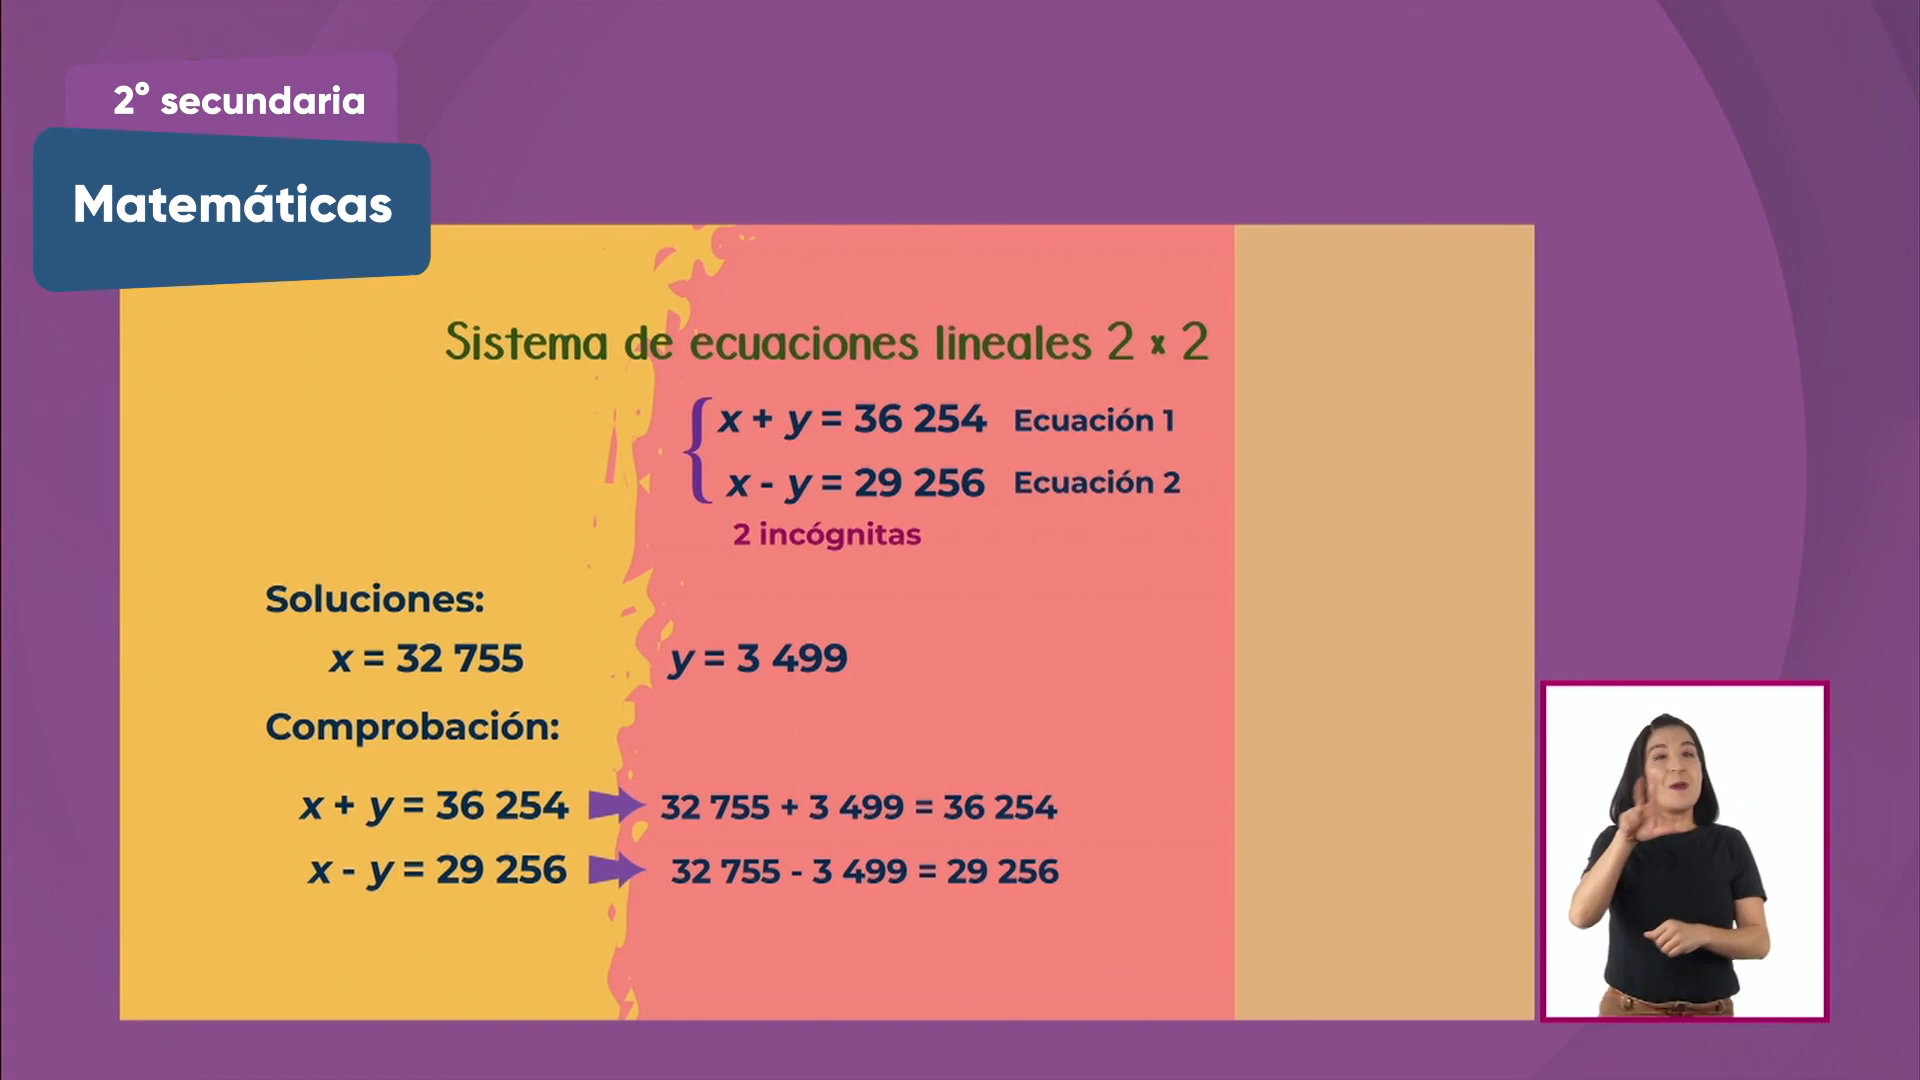 2° secundaria
Matemáticas
Sistema de ecuaciones lineales 2 × 2
x + y = 36 254 Ecuación 1
x - y = 29 256 Ecuación 2
2 incógnitas
Soluciones:
x = 32 755 y = 3 499
Comprobación:
x + y = 36 254 32 755 + 3 499 = 36 254
x - y = 29 256 32 755 - 3 499 = 29 256